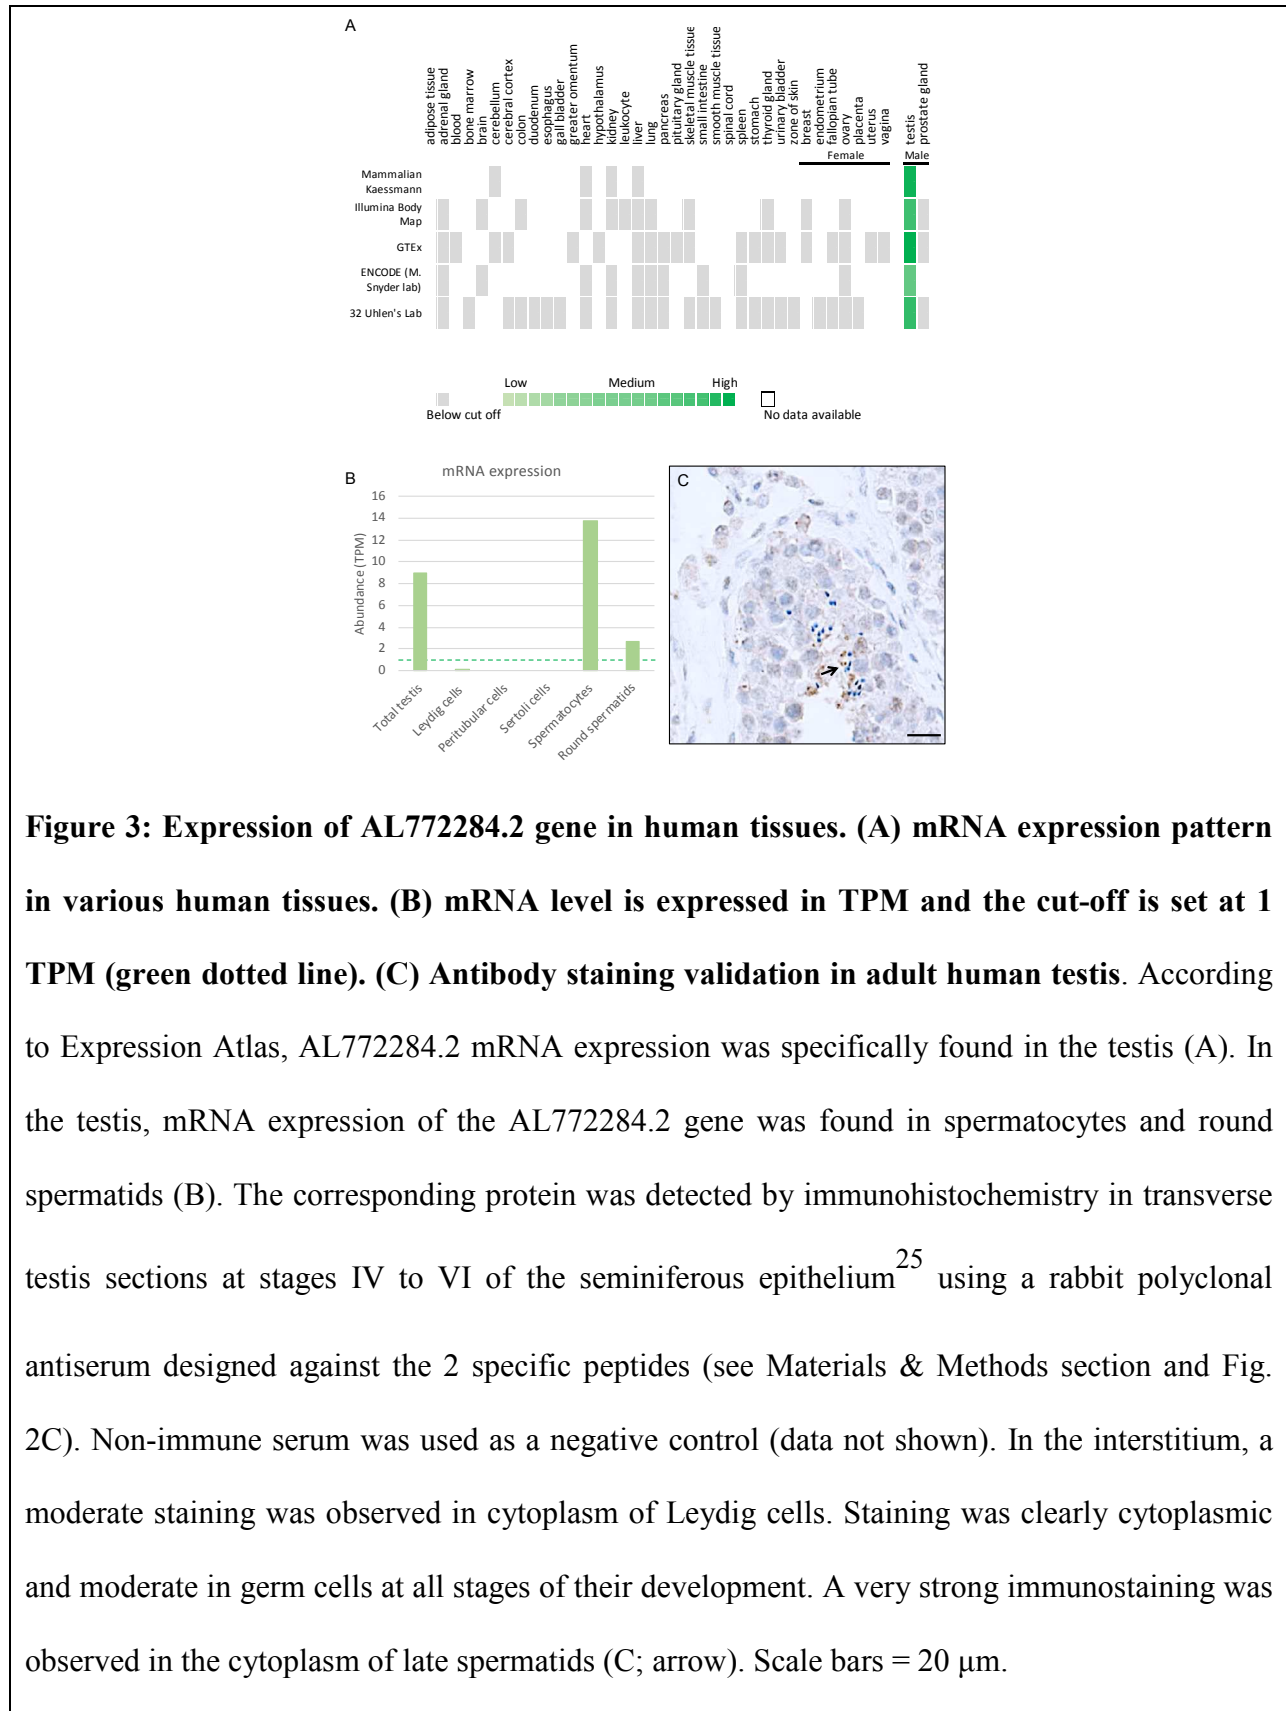 A
adipose tissue
adrenal gland
blood
bone marrow
brain
cerebellum
cerebral cortex
colon
duodenum
esophagus
gall bladder
greater omentum
heart
hypothalamus
kidney
leukocyte
liver
lung
pancreas
pituitary gland
skeletal muscle tissue
small intestine
smooth muscle tissue
spinal cord
spleen
stomach
thyroid gland
urinary bladder
zone of skin
breast
endometrium
fallopian tube
ovary
placenta
uterus
vagina
testis
prostate gland
Female
Male
Mammalian
Kaessmann
Illumina Body
Map
GTEx
ENCODE (M.
Snyder lab)
32 Uhlen's Lab
Low Medium High
Below cut off
No data available
B
mRNA expression
Abundance (TPM)
16
14
12
10
8
6
4
2
0
Total testis
Leydig cells
Peritubular cells
Sertoli cells
Spermatocytes
Round spermatids
C
Figure 3: Expression of AL772284.2 gene in human tissues. (A) mRNA expression pattern
in various human tissues. (B) mRNA level is expressed in TPM and the cut-off is set at 1
TPM (green dotted line). (C) Antibody staining validation in adult human testis. According
to Expression Atlas, AL772284.2 mRNA expression was specifically found in the testis (A). In
the testis, mRNA expression of the AL772284.2 gene was found in spermatocytes and round
spermatids (B). The corresponding protein was detected by immunohistochemistry in transverse
testis sections at stages IV to VI of the seminiferous epithelium25 using a rabbit polyclonal
antiserum designed against the 2 specific peptides (see Materials & Methods section and Fig.
2C). Non-immune serum was used as a negative control (data not shown). In the interstitium, a
moderate staining was observed in cytoplasm of Leydig cells. Staining was clearly cytoplasmic
and moderate in germ cells at all stages of their development. A very strong immunostaining was
observed in the cytoplasm of late spermatids (C; arrow). Scale bars = 20 μm.